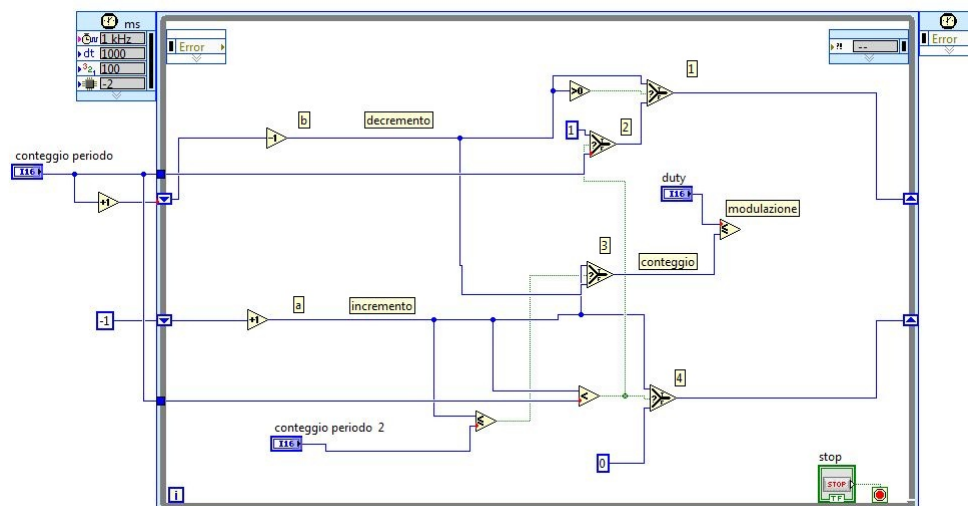 ms
1 kHz
dt 1000
321 100
-2
Error
?! --
Error
1
>0
b
decremento
-1
1
2
conteggio periodo
I16
+1
duty
I16
modulazione
≤
3
conteggio
a
incremento
-1
+1
4
<
≤
conteggio periodo 2
I16
0
stop
STOP
TF
i